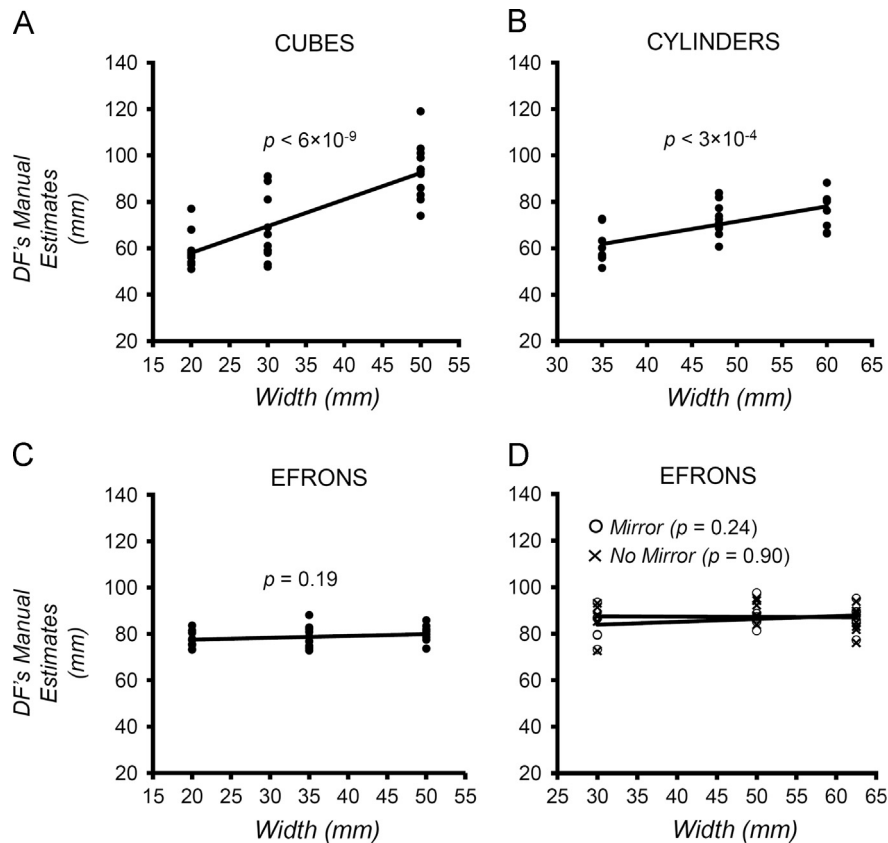 A
CUBES
DF's Manual
Estimates
(mm)
140
120
100
80
60
40
20
p < 6×10⁻⁹
15 20 25 30 35 40 45 50 55
Width (mm)
B
CYLINDERS
140
120
100
80
60
40
20
p < 3×10⁻⁴
30 35 40 45 50 55 60 65
Width (mm)
C
EFRONS
DF's Manual
Estimates
(mm)
140
120
100
80
60
40
20
p = 0.19
15 20 25 30 35 40 45 50 55
Width (mm)
D
EFRONS
140
120
100
80
60
40
20
Mirror (p = 0.24)
No Mirror (p = 0.90)
25 30 35 40 45 50 55 60 65
Width (mm)